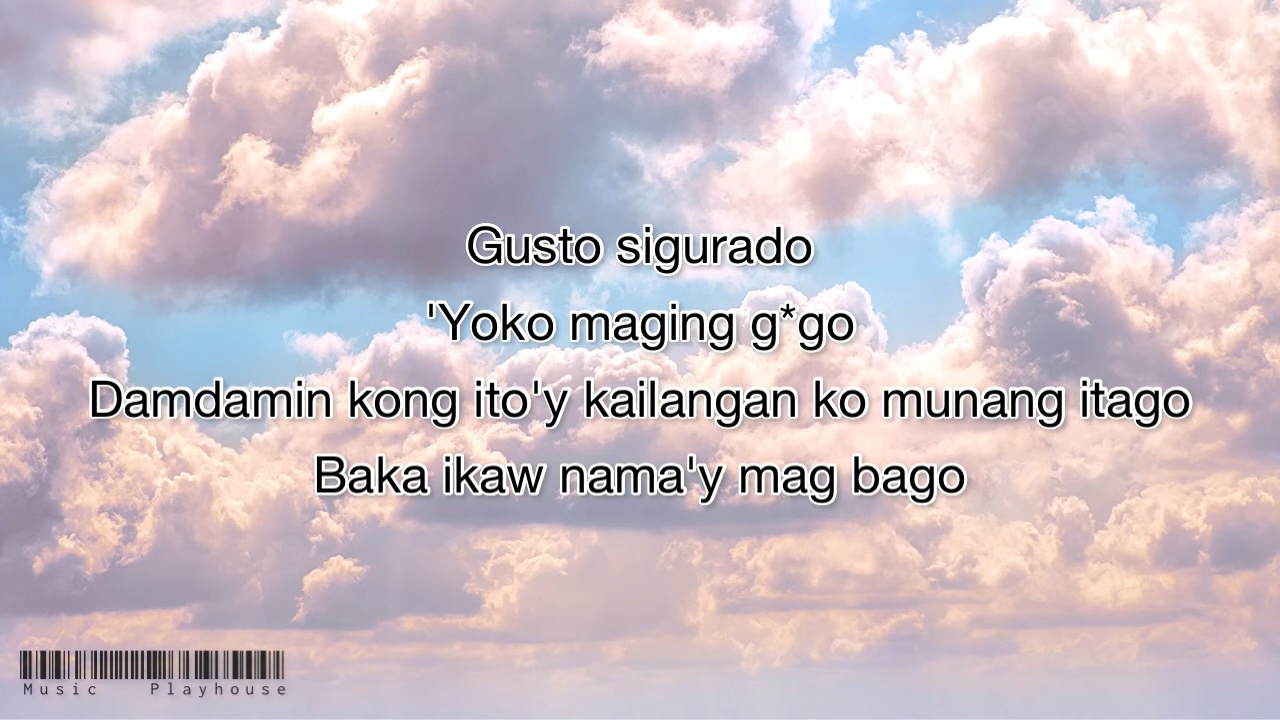 Gusto sigurado
'Yoko maging g*go
Damdamin kong ito'y kailangan ko munang itago
Baka ikaw nama'y mag bago
Music Playhouse